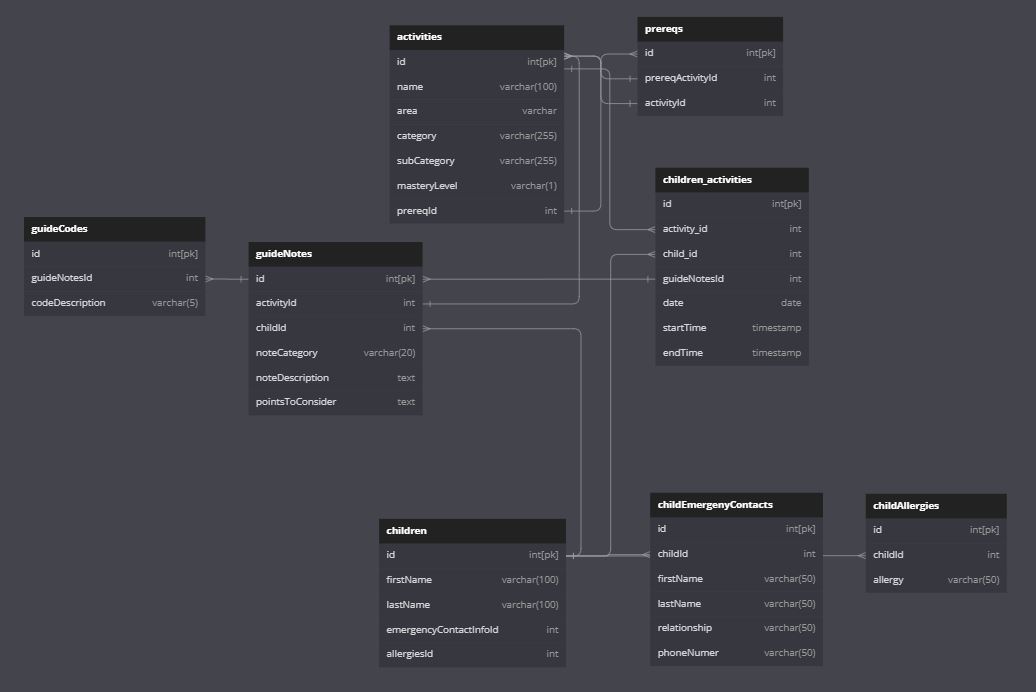 activities
id int[pk]
name varchar(100)
area varchar
category varchar(255)
subCategory varchar(255)
masteryLevel varchar(1)
prereqId int
prereqs
id int[pk]
prereqActivityId int
activityId int
children_activities
id int[pk]
activity_id int
child_id int
guideNotesId int
date date
startTime timestamp
endTime timestamp
guideCodes
id int[pk]
guideNotesId int
codeDescription varchar(5)
guideNotes
id int[pk]
activityId int
childId int
noteCategory varchar(20)
noteDescription text
pointsToConsider text
children
id int[pk]
firstName varchar(100)
lastName varchar(100)
emergencyContactInfoId int
allergiesId int
childEmergenyContacts
id int[pk]
childId int
firstName varchar(50)
lastName varchar(50)
relationship varchar(50)
phoneNumer varchar(50)
childAllergies
id int[pk]
childId int
allergy varchar(50)